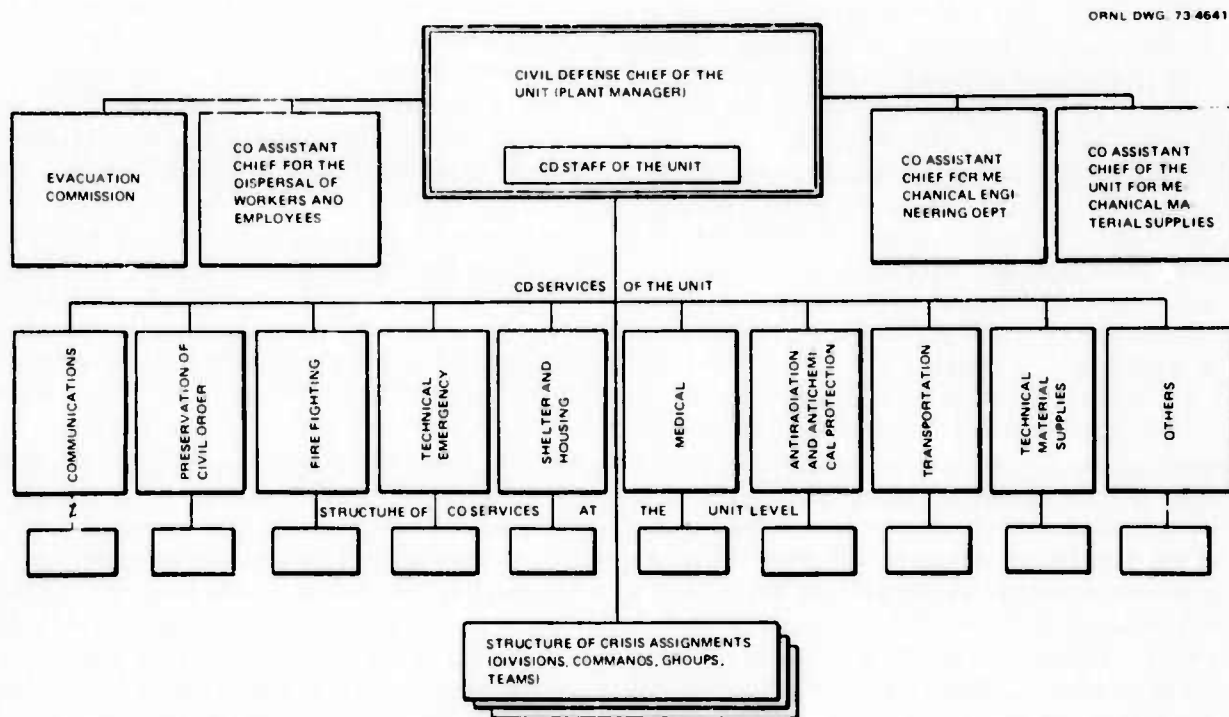 ORNL DWG. 73 4641
CIVIL DEFENSE CHIEF OF THE
UNIT (PLANT MANAGER)
CD STAFF OF THE UNIT
EVACUATION
COMMISSION
CO ASSISTANT
CHIEF FOR THE
DISPERSAL OF
WORKERS AND
EMPLOYEES
CO ASSISTANT
CHIEF FOR ME
CHANICAL ENGI
NEERING DEPT
CO ASSISTANT
CHIEF OF THE
UNIT FOR ME
CHANICAL MA
TERIAL SUPPLIES
CD SERVICES OF THE UNIT
COMMUNICATIONS
PRESERVATION OF
CIVIL ORDER
FIRE FIGHTING
TECHNICAL
EMERGENCY
SHELTER AND
HOUSING
MEDICAL
ANTIRADIATION
AND ANTICHEMI
CAL PROTECTION
TRANSPORTATION
TECHNICAL
MATERIAL
SUPPLIES
OTHERS
STRUCTURE OF CO SERVICES AT THE UNIT LEVEL
STRUCTURE OF CRISIS ASSIGNMENTS
(DIVISIONS, COMMANDS, GROUPS,
TEAMS)